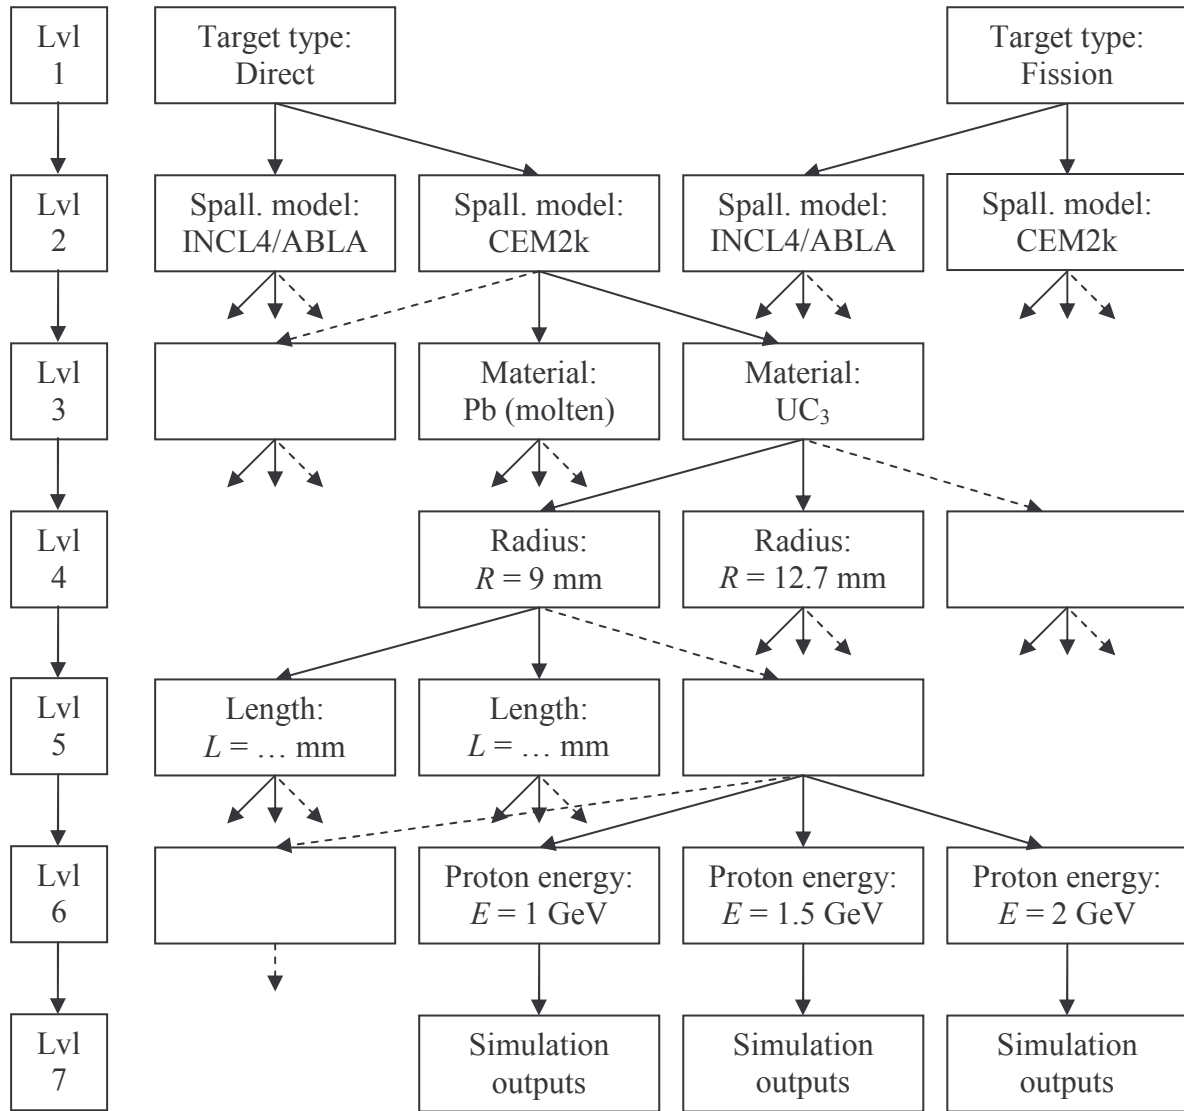 Lvl
1
Target type:
Direct
Target type:
Fission
Lvl
2
Spall. model:
INCL4/ABLA
Spall. model:
CEM2k
Spall. model:
INCL4/ABLA
Spall. model:
CEM2k
Lvl
3
Material:
Pb (molten)
Material:
UC₃
Lvl
4
Radius:
R = 9 mm
Radius:
R = 12.7 mm
Lvl
5
Length:
L = … mm
Length:
L = … mm
Lvl
6
Proton energy:
E = 1 GeV
Proton energy:
E = 1.5 GeV
Proton energy:
E = 2 GeV
Lvl
7
Simulation
outputs
Simulation
outputs
Simulation
outputs